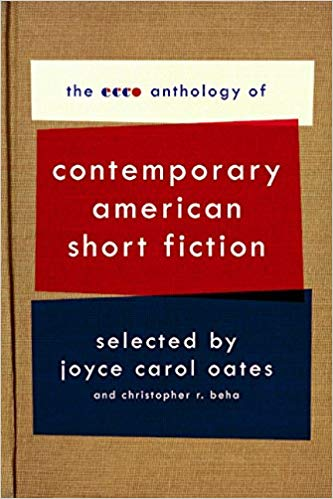 the ecco anthology of
contemporary
american
short fiction
selected by
joyce carol oates
and christopher r. beha